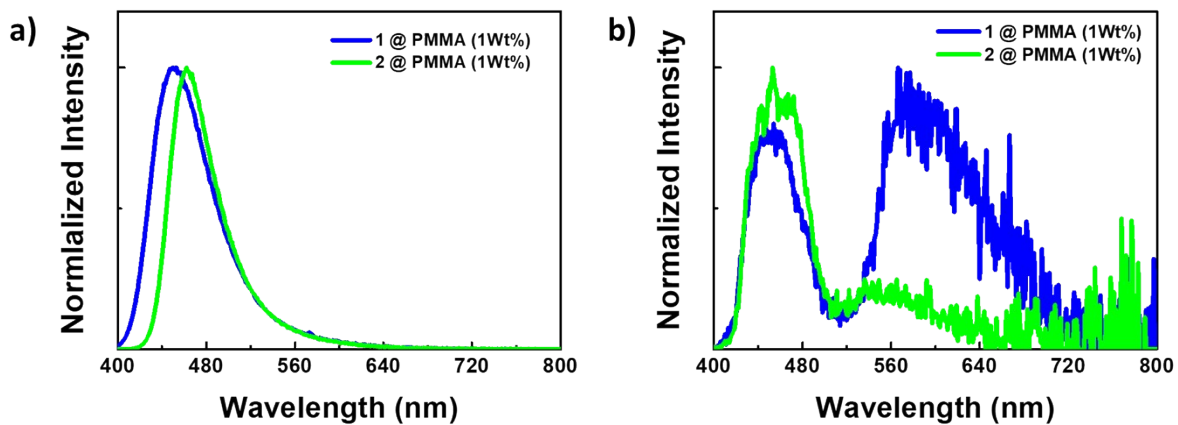 a)
Normlalized Intensity
1 @ PMMA (1Wt%)
2 @ PMMA (1Wt%)
400 480 560 640 720 800
Wavelength (nm)
b)
Normalized Intensity
1 @ PMMA (1Wt%)
2 @ PMMA (1Wt%)
400 480 560 640 720 800
Wavelength (nm)